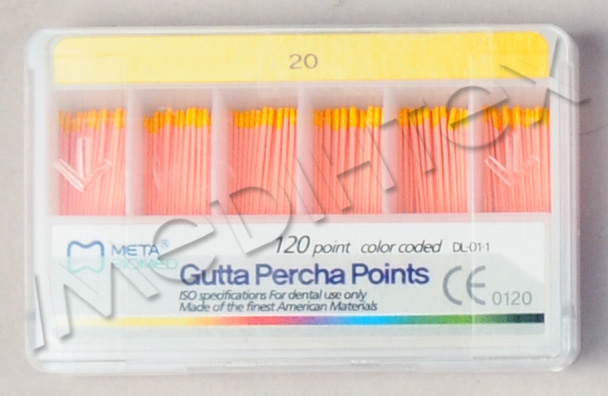 20
120 point color coded DL-01-1
META®
BIOMED
Gutta Percha Points
ISO specifications For dental use only
Made of the finest American Materials
CE 0120
iMEDIHTEX